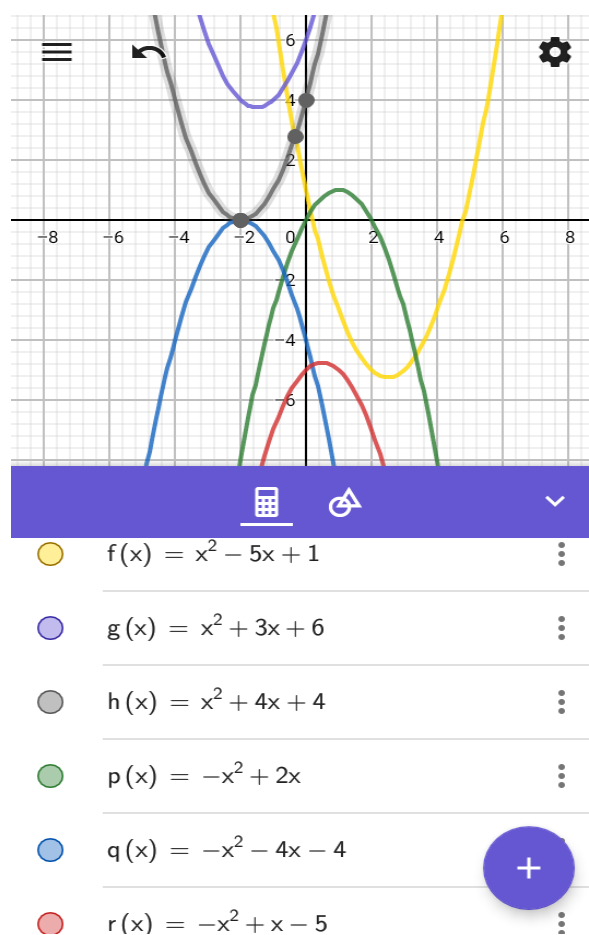 6
4
2
−8 −6 −4 −2 0 2 4 6 8
−2
−4
−6
f (x) = x² − 5x + 1
g (x) = x² + 3x + 6
h (x) = x² + 4x + 4
p (x) = −x² + 2x
q (x) = −x² − 4x − 4
+
r (x) = −x² + x − 5